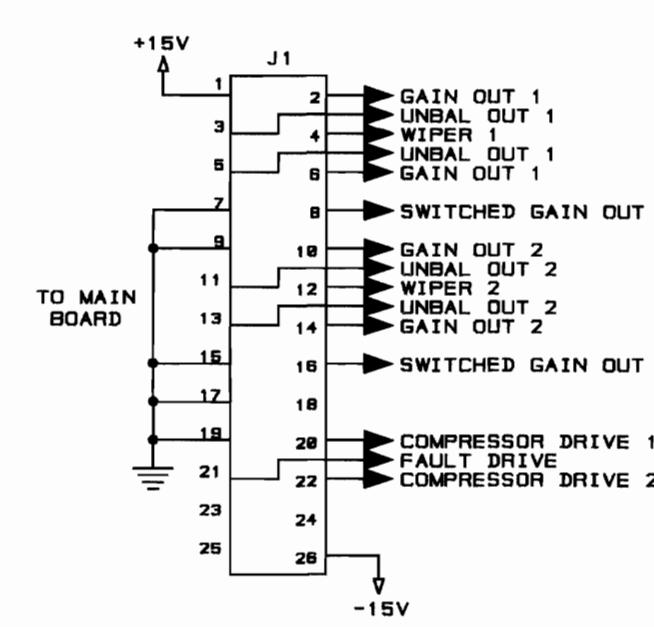 +15V
J1
1
2 GAIN OUT 1
UNBAL OUT 1
3
4 WIPER 1
UNBAL OUT 1
5
6 GAIN OUT 1
7
8 SWITCHED GAIN OUT
9
10 GAIN OUT 2
UNBAL OUT 2
11
12 WIPER 2
TO MAIN
BOARD
UNBAL OUT 2
13
14 GAIN OUT 2
15
16 SWITCHED GAIN OUT
17
18
19
20 COMPRESSOR DRIVE 1
FAULT DRIVE
21
22 COMPRESSOR DRIVE 2
23
24
25
26
-15V